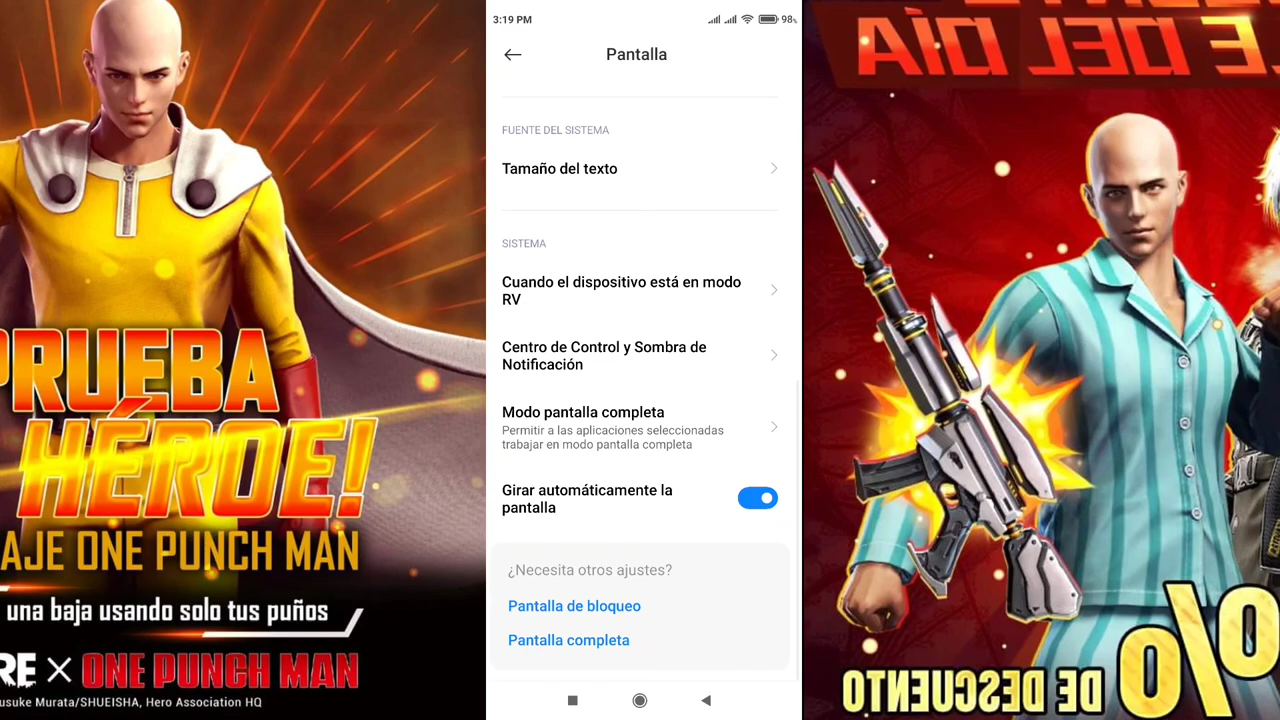 PRUEBA
HÉROE!
AJE ONE PUNCH MAN
una baja usando solo tus puños
RE × ONE PUNCH MAN
usuke Murata/SHUEISHA, Hero Association HQ
3:19 PM
98%
Pantalla
FUENTE DEL SISTEMA
Tamaño del texto
SISTEMA
Cuando el dispositivo está en modo
RV
Centro de Control y Sombra de
Notificación
Modo pantalla completa
Permitir a las aplicaciones seleccionadas
trabajar en modo pantalla completa
Girar automáticamente la
pantalla
¿Necesita otros ajustes?
Pantalla de bloqueo
Pantalla completa
E DEL DÍA
%
DE DESCUENTO